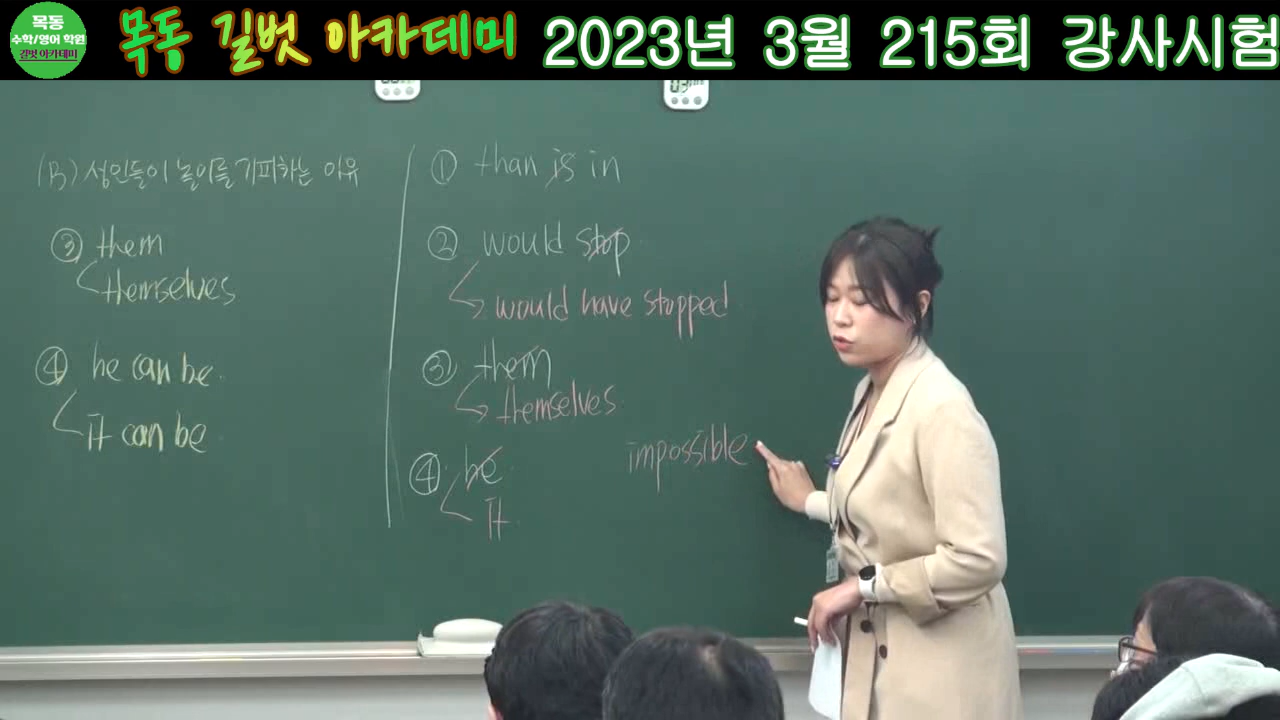 목동
수학/영어 학원
길벗 아카데미
목동 길벗 아카데미 2023년 3월 215회 강사시험
(B) 성인들이 놀이를 기피하는 이유
③ them
themselves
④ he can be.
it can be
① than is in
② would stop.
would have stopped
③ them
themselves
impossible
④ be
it